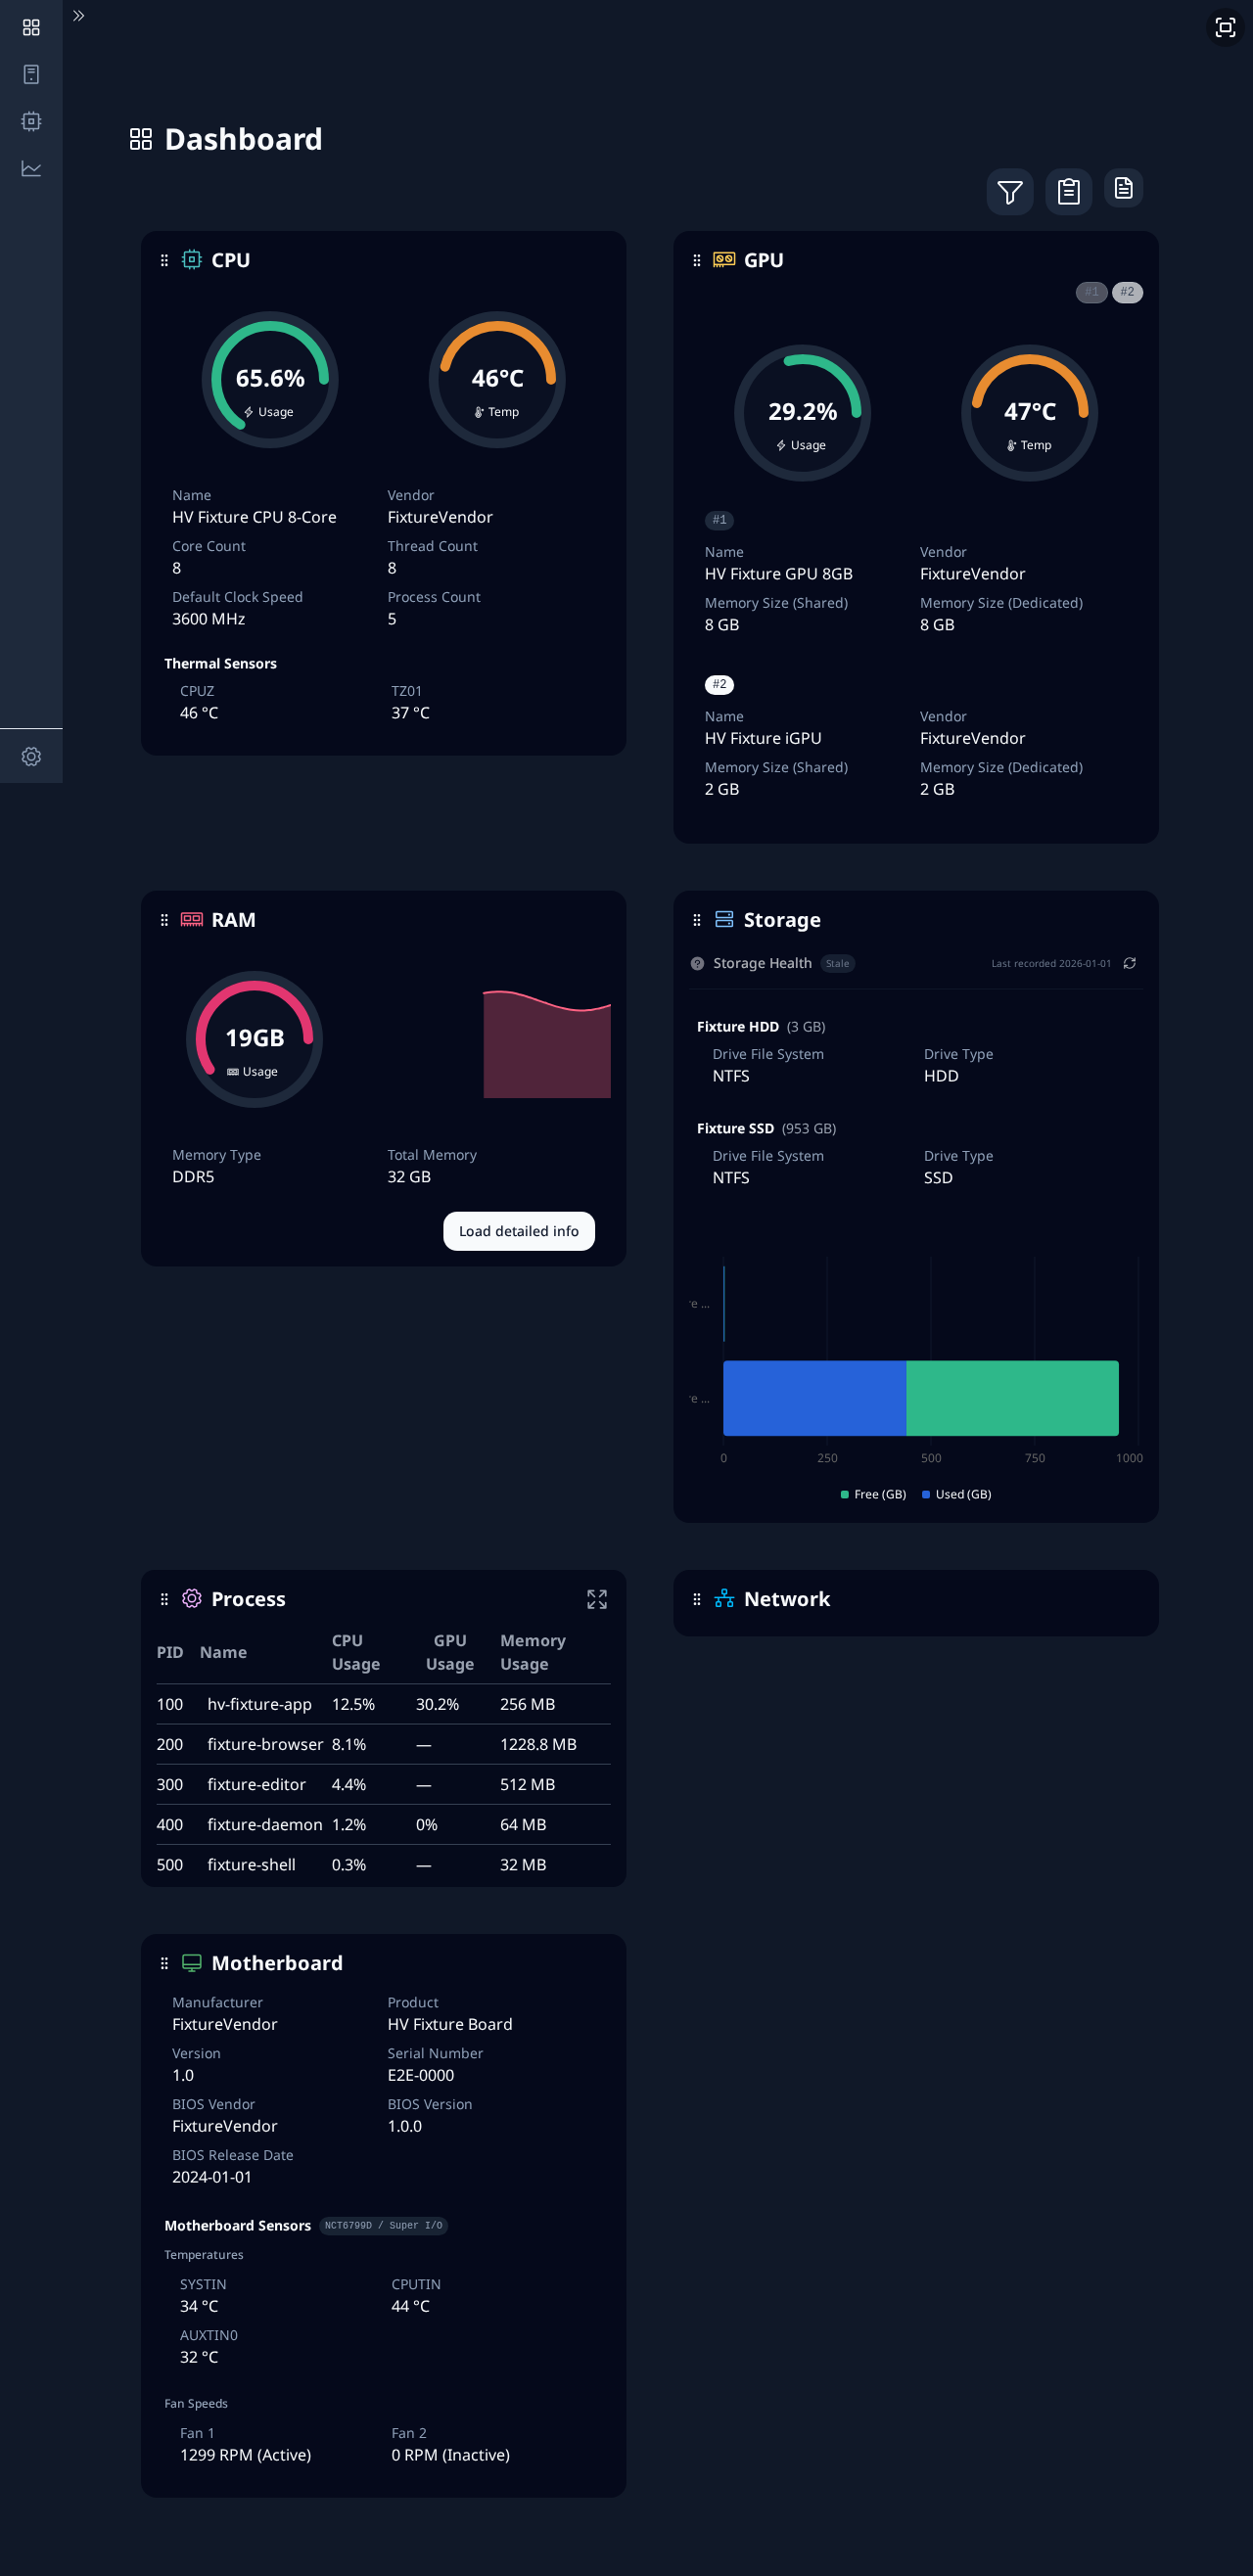 Dashboard
CPU
65.6%
Usage
46°C
Temp
Name
HV Fixture CPU 8-Core
Vendor
FixtureVendor
Core Count
8
Thread Count
8
Default Clock Speed
3600 MHz
Process Count
5
Thermal Sensors
CPUZ
46 °C
TZ01
37 °C
GPU
#1 #2
29.2%
Usage
47°C
Temp
#1
Name
HV Fixture GPU 8GB
Vendor
FixtureVendor
Memory Size (Shared)
8 GB
Memory Size (Dedicated)
8 GB
#2
Name
HV Fixture iGPU
Vendor
FixtureVendor
Memory Size (Shared)
2 GB
Memory Size (Dedicated)
2 GB
RAM
19GB
Usage
Memory Type
DDR5
Total Memory
32 GB
Load detailed info
Storage
Storage Health Stale Last recorded 2026-01-01
Fixture HDD (3 GB)
Drive File System
NTFS
Drive Type
HDD
Fixture SSD (953 GB)
Drive File System
NTFS
Drive Type
SSD
0 250 500 750 1000
Free (GB) Used (GB)
Process
PID Name CPU Usage GPU Usage Memory Usage
100 hv-fixture-app 12.5% 30.2% 256 MB
200 fixture-browser 8.1% — 1228.8 MB
300 fixture-editor 4.4% — 512 MB
400 fixture-daemon 1.2% 0% 64 MB
500 fixture-shell 0.3% — 32 MB
Network
Motherboard
Manufacturer
FixtureVendor
Product
HV Fixture Board
Version
1.0
Serial Number
E2E-0000
BIOS Vendor
FixtureVendor
BIOS Version
1.0.0
BIOS Release Date
2024-01-01
Motherboard Sensors NCT6799D / Super I/O
Temperatures
SYSTIN
34 °C
CPUTIN
44 °C
AUXTIN0
32 °C
Fan Speeds
Fan 1
1299 RPM (Active)
Fan 2
0 RPM (Inactive)